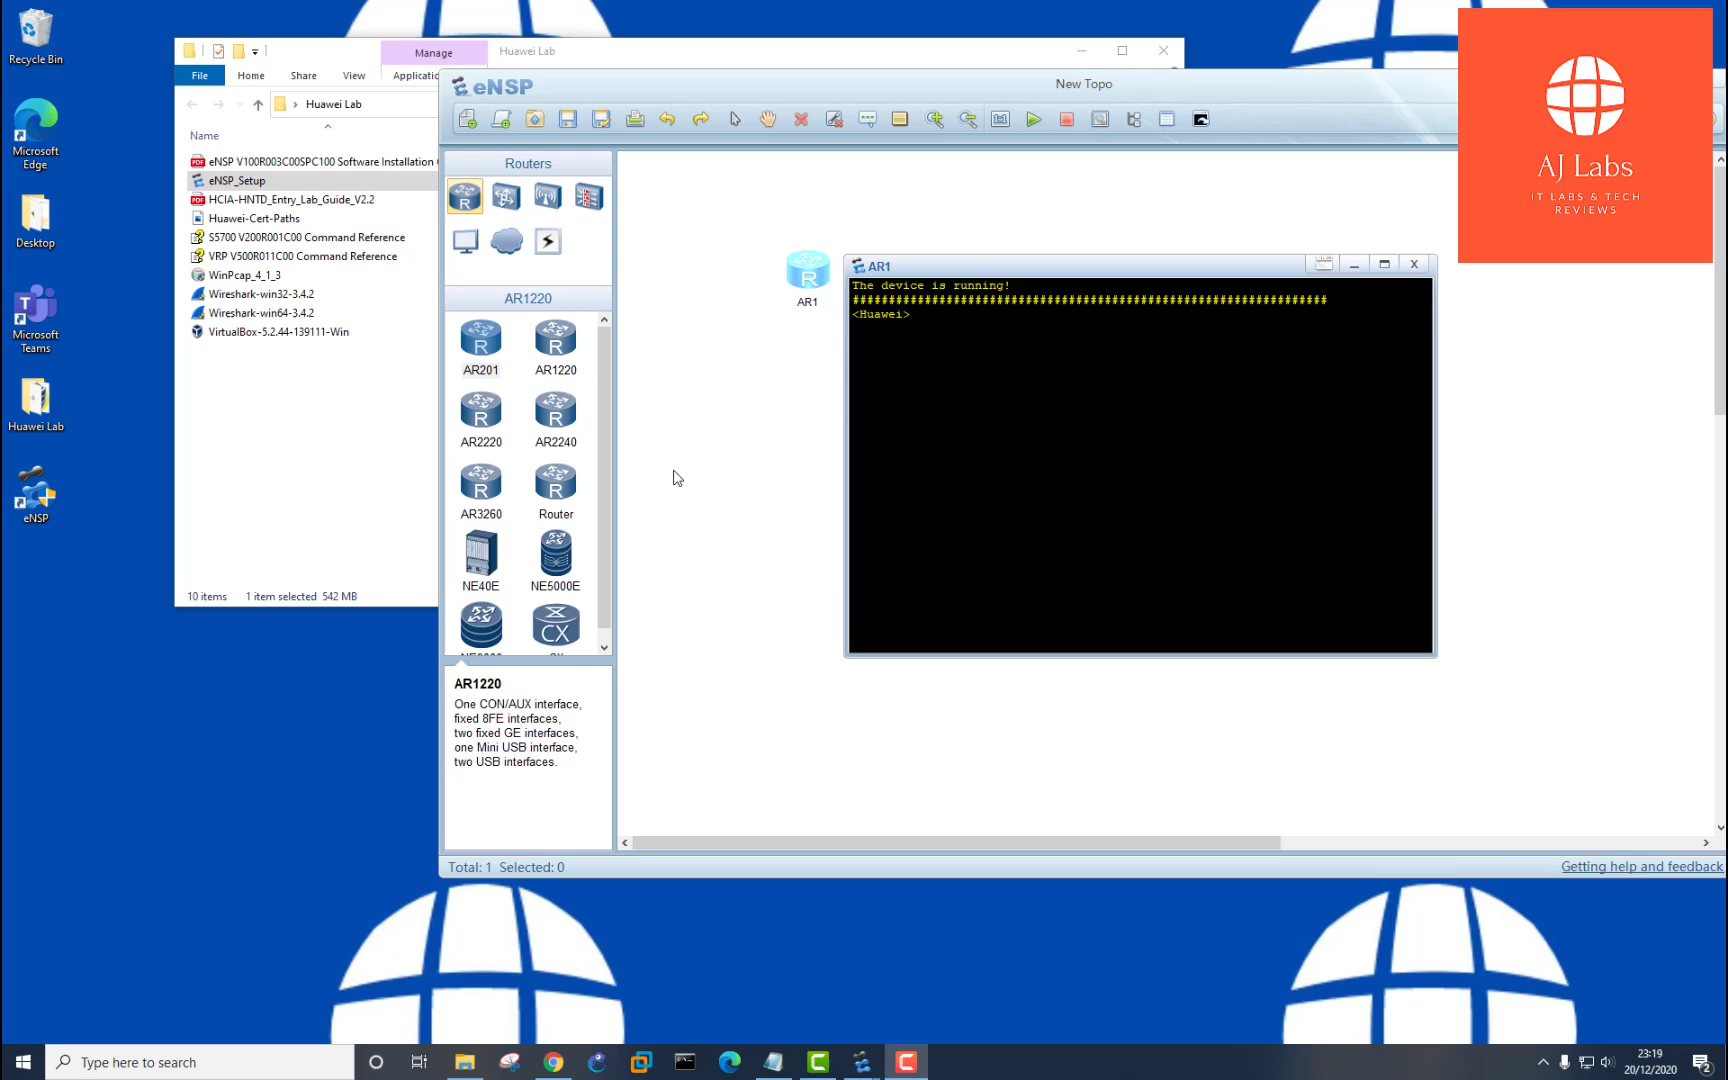 Recycle Bin
Microsoft
Edge
Desktop
Microsoft
Teams
Huawei Lab
eNSP
Manage
Huawei Lab
File
Home
Share
View
Huawei Lab
Name
eNSP V100R003C00SPC100 Software Installation
eNSP_Setup
HCIA-HNTD_Entry_Lab_Guide_V2.2
Huawei-Cert-Paths
S5700 V200R001C00 Command Reference
VRP V500R011C00 Command Reference
WinPcap_4_1_3
Wireshark-win32-3.4.2
Wireshark-win64-3.4.2
VirtualBox-5.2.44-139111-Win
10 items
1 item selected 542 MB
eNSP
New Topo
Routers
AR1220
AR201
AR1220
AR2220
AR2240
AR3260
Router
NE40E
NE5000E
CX
AR1220
One CON/AUX interface,
fixed 8FE interfaces,
two fixed GE interfaces,
one Mini USB interface,
two USB interfaces.
AR1
AR1
The device is running!
##################################################################
<Huawei>
Total: 1 Selected: 0
Getting help and feedback
AJ Labs
IT LABS & TECH
REVIEWS
Type here to search
23:19
20/12/2020
2